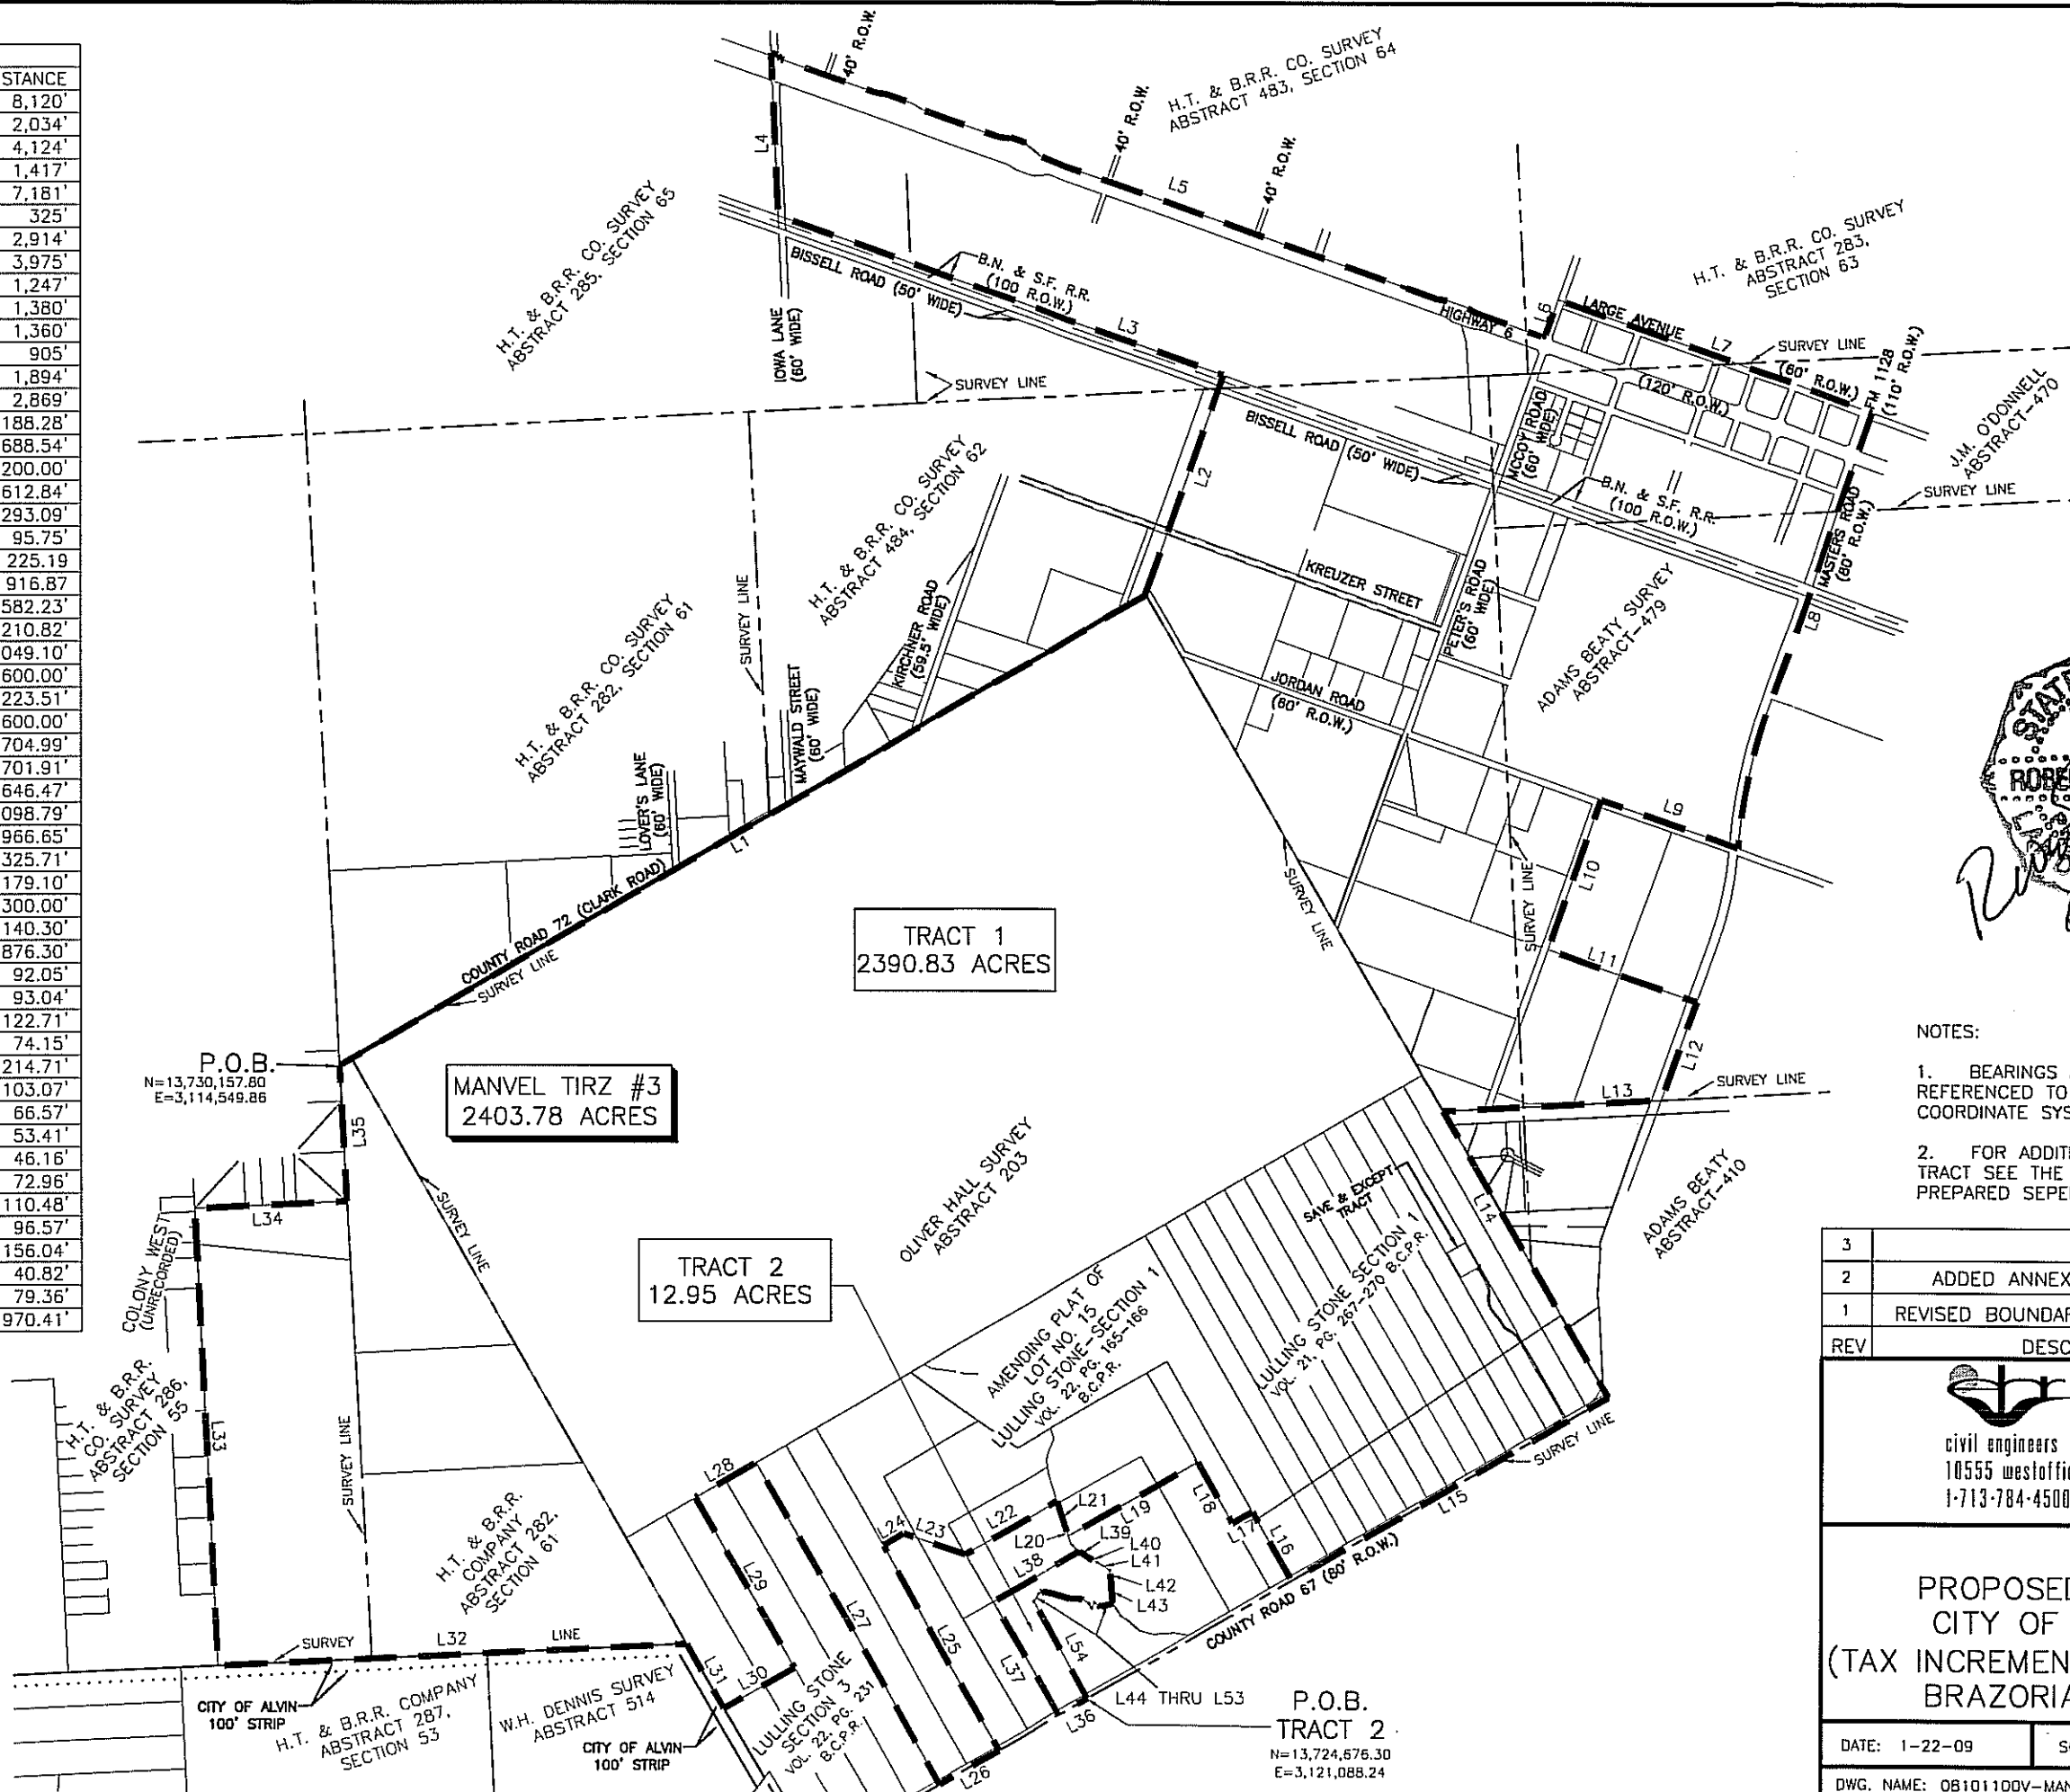 STANCE
8,120'
2,034'
4,124'
1,417'
7,181'
325'
2,914'
3,975'
1,247'
1,380'
1,360'
905'
1,894'
2,869'
188.28'
688.54'
200.00'
612.84'
293.09'
95.75'
225.19
916.87
582.23'
210.82'
049.10'
600.00'
223.51'
600.00'
704.99'
701.91'
646.47'
098.79'
966.65'
325.71'
179.10'
300.00'
140.30'
876.30'
92.05'
93.04'
122.71'
74.15'
214.71'
103.07'
66.57'
53.41'
46.16'
72.96'
110.48'
96.57'
156.04'
40.82'
79.36'
970.41'
40' R.O.W.
H.T. & B.R.R. CO. SURVEY
ABSTRACT 483, SECTION 64
40' R.O.W.
40' R.O.W.
L4
L5
H.T. & B.R.R. CO. SURVEY
ABSTRACT 285, SECTION 65
BISSELL ROAD (50' WIDE)
B.N. & S.F. R.R.
(100 R.O.W.)
L3
IOWA LANE
(60' WIDE)
SURVEY LINE
HIGHWAY 6
L6
LARGE AVENUE
L7
H.T. & B.R.R. CO. SURVEY
ABSTRACT 283,
SECTION 63
SURVEY LINE
(60' R.O.W.)
FM 1128
(110' R.O.W.)
(120' R.O.W.)
J.M. O'DONNELL
ABSTRACT-470
SURVEY LINE
BISSELL ROAD (50' WIDE)
MCCOY ROAD
(60' WIDE)
B.N. & S.F. R.R.
(100 R.O.W.)
MASTERS ROAD
(80' R.O.W.)
L2
L8
H.T. & B.R.R. CO. SURVEY
ABSTRACT 484, SECTION 62
KIRCHNER ROAD
(59.5' WIDE)
KREUZER STREET
PETER'S ROAD
(60' WIDE)
ADAMS BEATY SURVEY
ABSTRACT-479
JORDAN ROAD
(60' R.O.W.)
H.T. & B.R.R. CO. SURVEY
ABSTRACT 282, SECTION 61
SURVEY LINE
MAYWALD STREET
(60' WIDE)
LOVER'S LANE
(60' WIDE)
L1
L9
L10
L11
L12
L13
SURVEY LINE
SURVEY LINE
SURVEY LINE
COUNTY ROAD 72 (CLARK ROAD)
SURVEY LINE
TRACT 1
2390.83 ACRES
P.O.B.
N=13,730,157.80
E=3,114,549.86
MANVEL TIRZ #3
2403.78 ACRES
L35
L34
COLONY WEST
(UNRECORDED)
SURVEY LINE
OLIVER HALL SURVEY
ABSTRACT 203
TRACT 2
12.95 ACRES
SAVE & EXCEPT
TRACT
L14
ADAMS BEATY
ABSTRACT-410
AMENDING PLAT OF
LOT NO. 15
LULLING STONE-SECTION 1
VOL. 22, PG. 165-166
B.C.P.R.
LULLING STONE SECTION 1
VOL. 21, PG. 267-270 B.C.P.R.
SURVEY LINE
H.T. & B.R.R.
CO. SURVEY
ABSTRACT 286,
SECTION 55
L33
SURVEY LINE
H.T. & B.R.R.
COMPANY
ABSTRACT 282,
SECTION 61
L28
L29
L27
L24
L23
L22
L21
L20
L19
L18
L17
L16
L15
L39
L40
L41
L42
L43
L38
L25
L37
L54
COUNTY ROAD 67 (80' R.O.W.)
SURVEY
L32
LINE
L31
L30
CITY OF ALVIN
100' STRIP
H.T. & B.R.R. COMPANY
ABSTRACT 287,
SECTION 53
W.H. DENNIS SURVEY
ABSTRACT 514
CITY OF ALVIN
100' STRIP
LULLING STONE
SECTION 3
VOL. 22, PG. 231
B.C.P.R.
L26
L36
L44 THRU L53
P.O.B.
TRACT 2
N=13,724,676.30
E=3,121,088.24
NOTES:
1. BEARINGS
REFERENCED TO
COORDINATE SYS
2. FOR ADDIT
TRACT SEE THE
PREPARED SEPE
3
2 ADDED ANNEX
1 REVISED BOUNDAR
REV DESC
civil engineers
10555 westoffic
1-713-784-4500
PROPOSED
CITY OF
(TAX INCREMEN
BRAZORIA
DATE: 1-22-09
DWG. NAME: 08101100V-MAN